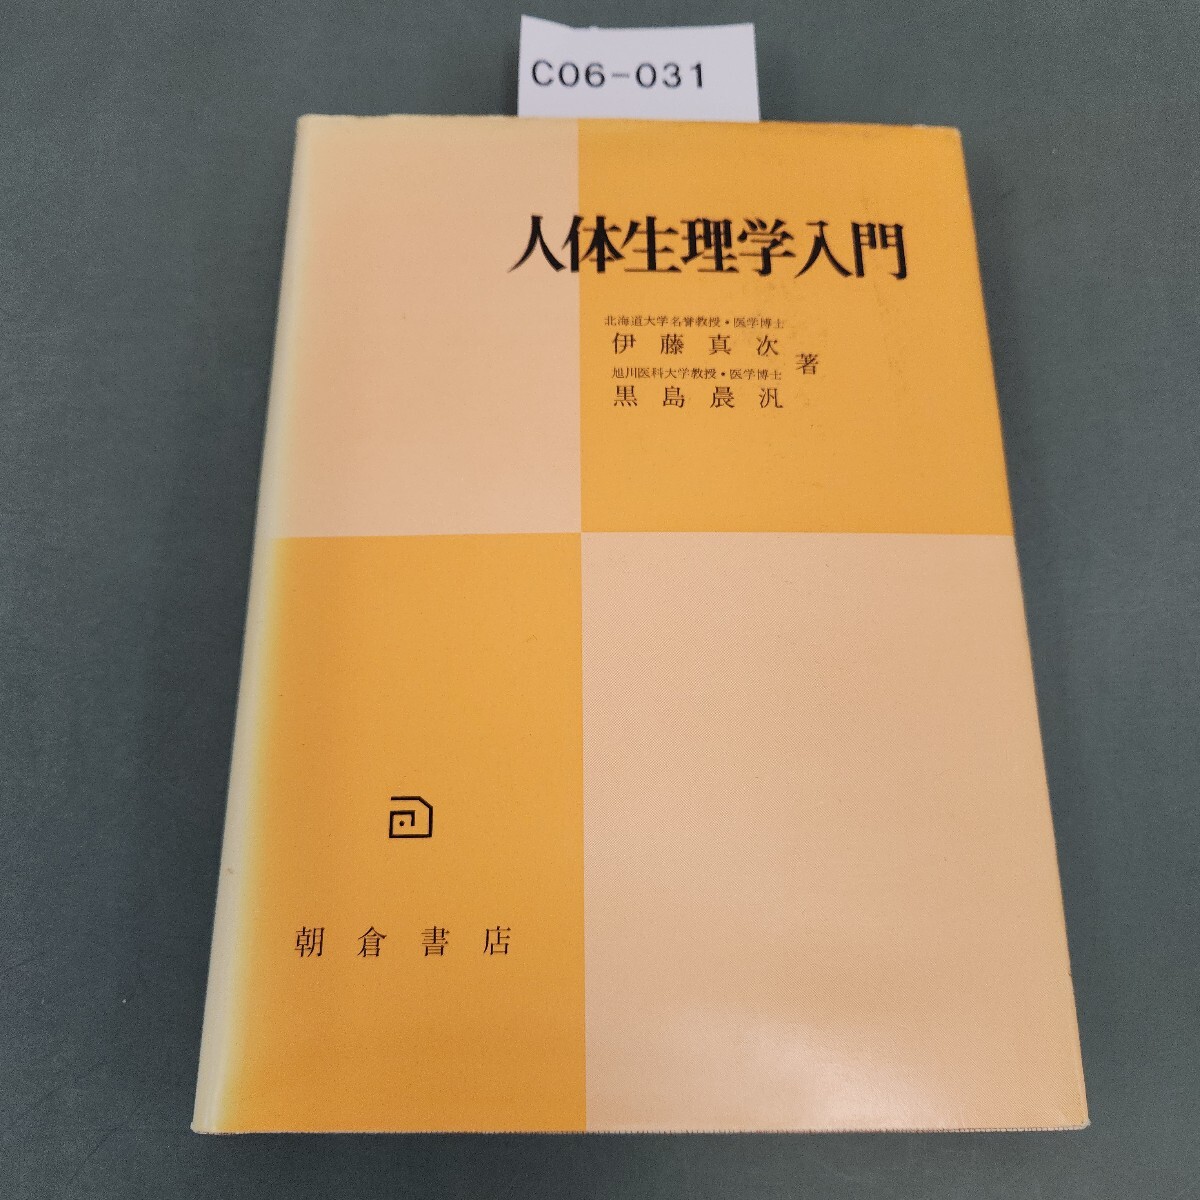 C06-031
人体生理学入門
北海道大学名誉教授・医学博士
伊藤真次
著
旭川医科大学教授・医学博士
黒島晨汎
朝倉書店